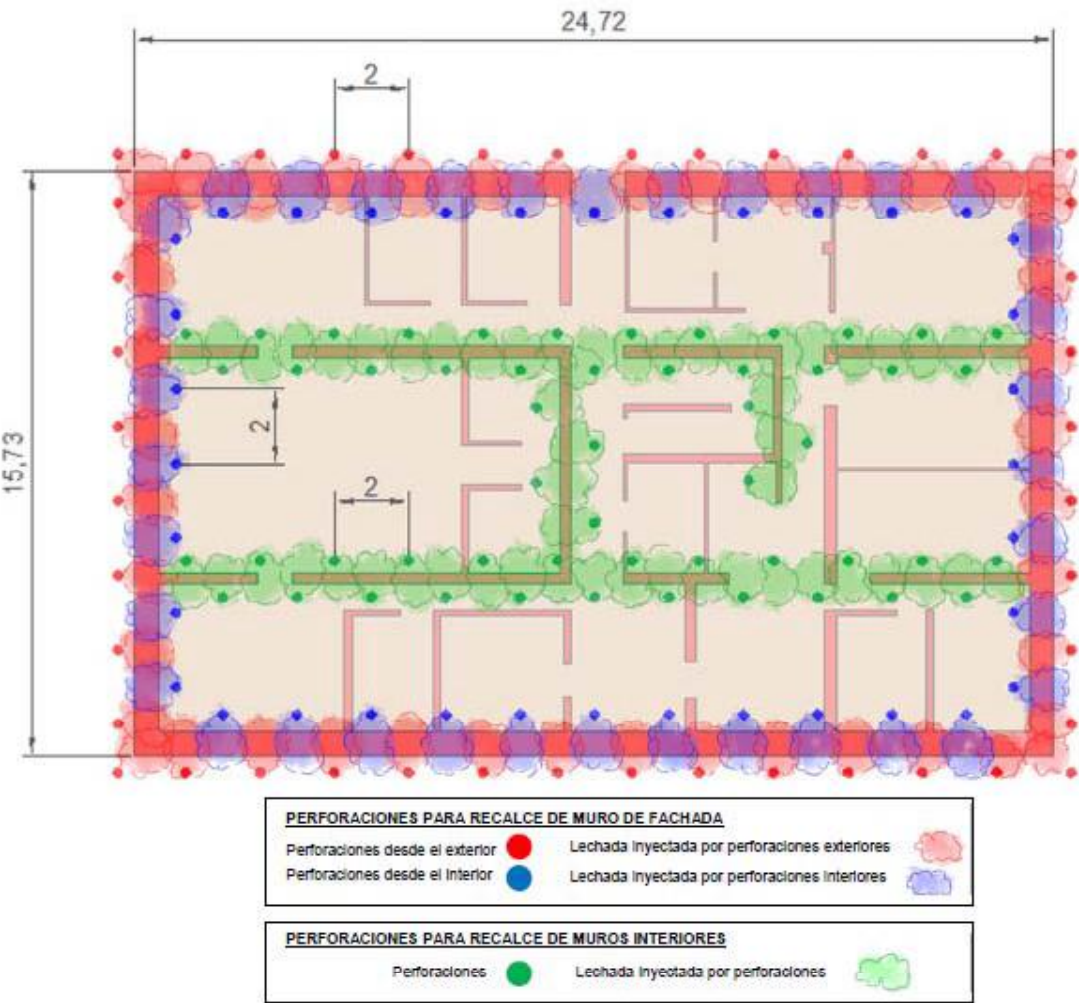 24,72
2
15,73
2
2
PERFORACIONES PARA RECALCE DE MURO DE FACHADA
Perforaciones desde el exterior
Lechada inyectada por perforaciones exteriores
Perforaciones desde el interior
Lechada inyectada por perforaciones interiores
PERFORACIONES PARA RECALCE DE MUROS INTERIORES
Perforaciones
Lechada inyectada por perforaciones